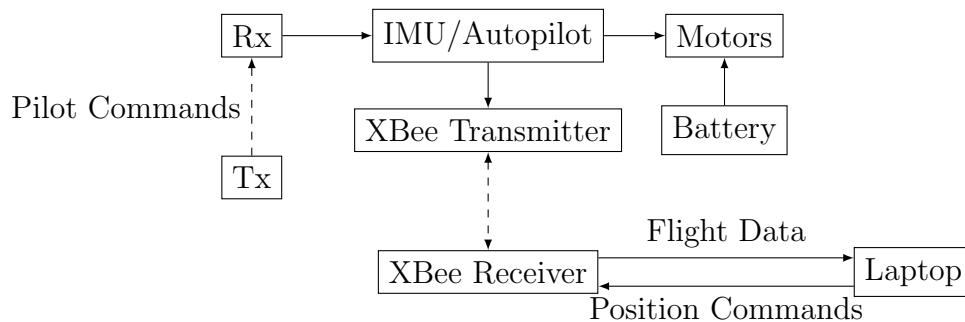 Rx
IMU/Autopilot
Motors
Pilot Commands
XBee Transmitter
Battery
Tx
Flight Data
XBee Receiver
Laptop
Position Commands